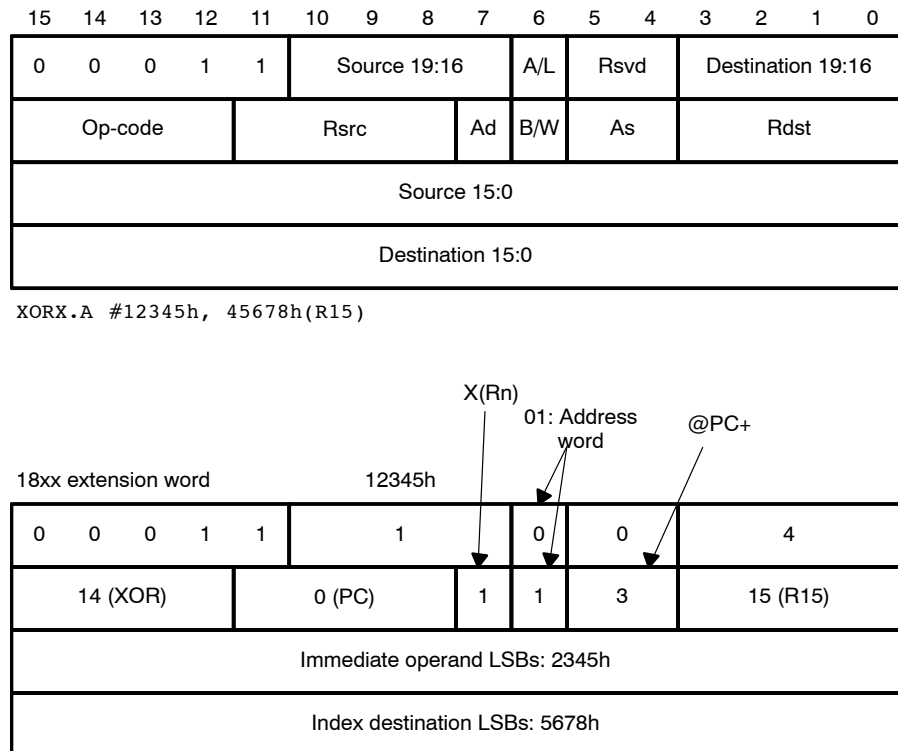 15 14 13 12 11 10 9 8 7 6 5 4 3 2 1 0
0 0 0 1 1 Source 19:16 A/L Rsvd Destination 19:16
Op-code Rsrc Ad B/W As Rdst
Source 15:0
Destination 15:0
XORX.A #12345h, 45678h(R15)
X(Rn)
01: Address
word
@PC+
18xx extension word 12345h
0 0 0 1 1 1 0 0 4
14 (XOR) 0 (PC) 1 1 3 15 (R15)
Immediate operand LSBs: 2345h
Index destination LSBs: 5678h